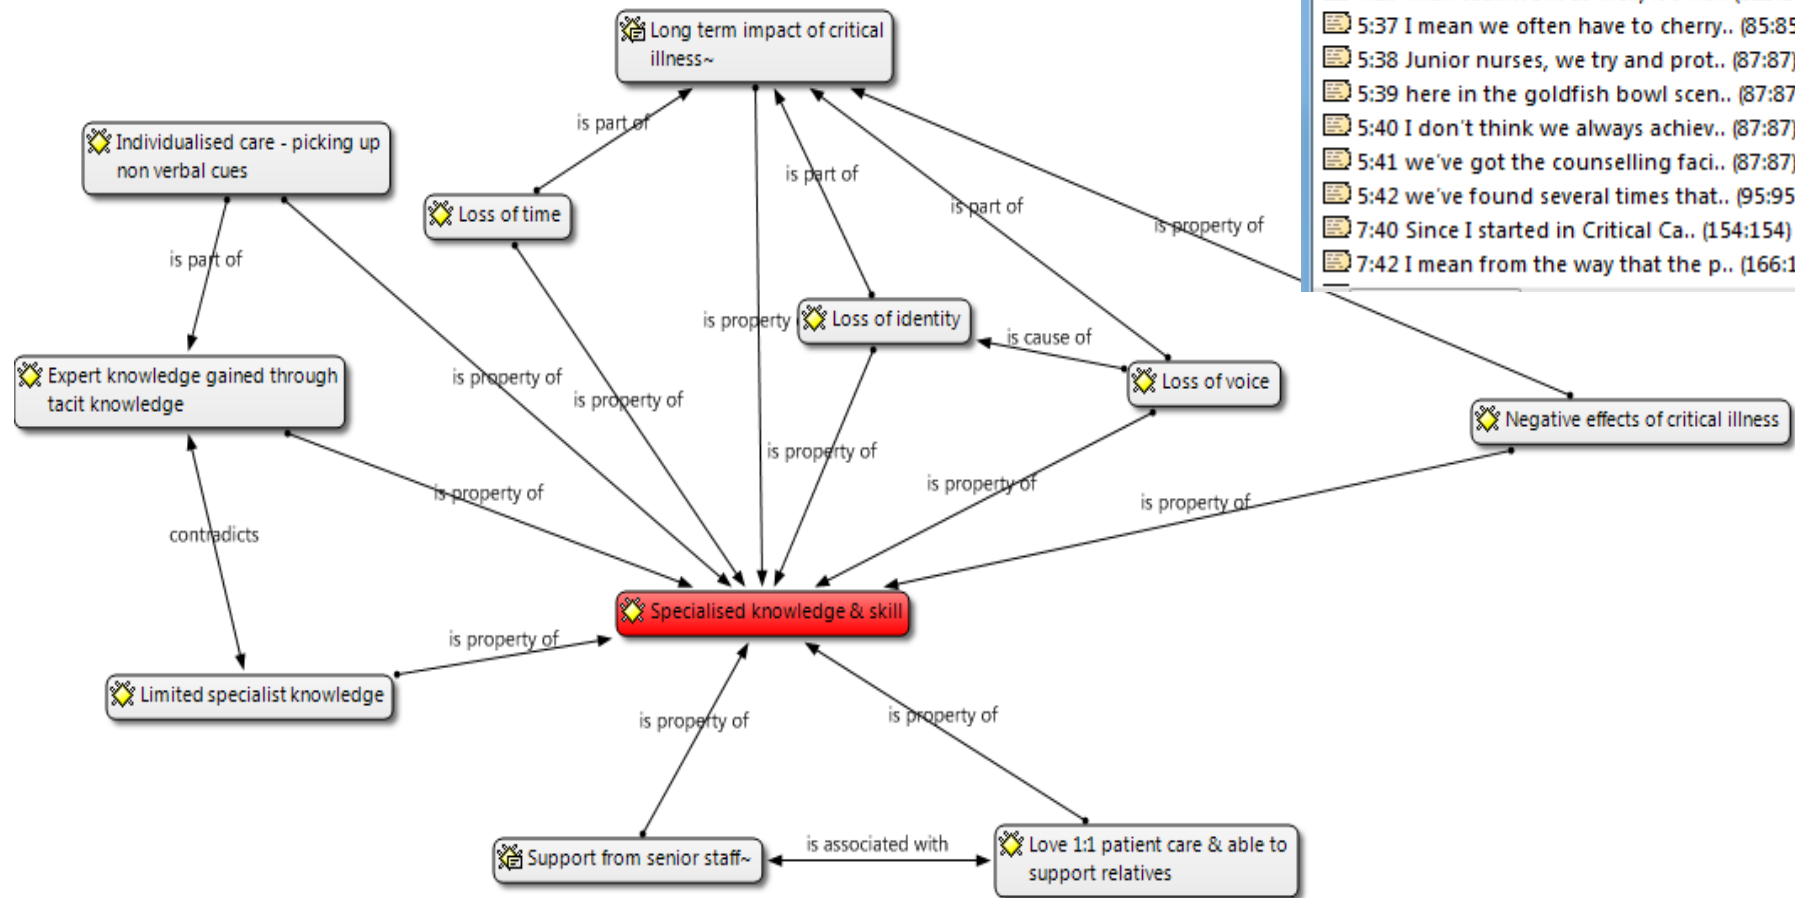 Long term impact of critical
illness~
5:37 I mean we often have to cherry.. (85:85
5:38 Junior nurses, we try and prot.. (87:87)
5:39 here in the goldfish bowl scen.. (87:87
5:40 I don't think we always achiev.. (87:87)
5:41 we've got the counselling faci.. (87:87)
5:42 we've found several times that.. (95:95
7:40 Since I started in Critical Ca.. (154:154)
7:42 I mean from the way that the p.. (166:1
is part of
Individualised care - picking up
non verbal cues
is part of
Loss of time
is part of
is property of
is part of
is property
Loss of identity
is cause of
Expert knowledge gained through
tacit knowledge
is property of
is property of
Loss of voice
Negative effects of critical illness
is property of
is property of
is property of
is property of
contradicts
Specialised knowledge & skill
is property of
Limited specialist knowledge
is property of
is property of
Support from senior staff~
is associated with
Love 1:1 patient care & able to
support relatives